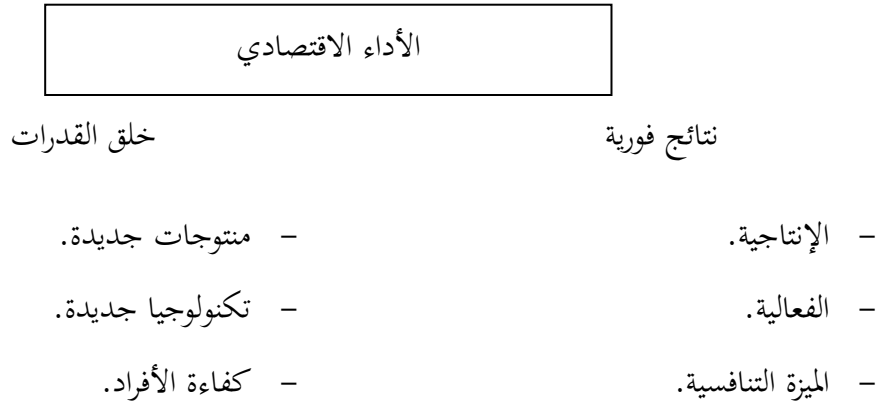 الأداء الاقتصادي
نتائج فورية خلق القدرات
– الإنتاجية. – منتوجات جديدة.
– الفعالية. – تكنولوجيا جديدة.
– الميزة التنافسية. – كفاءة الأفراد.